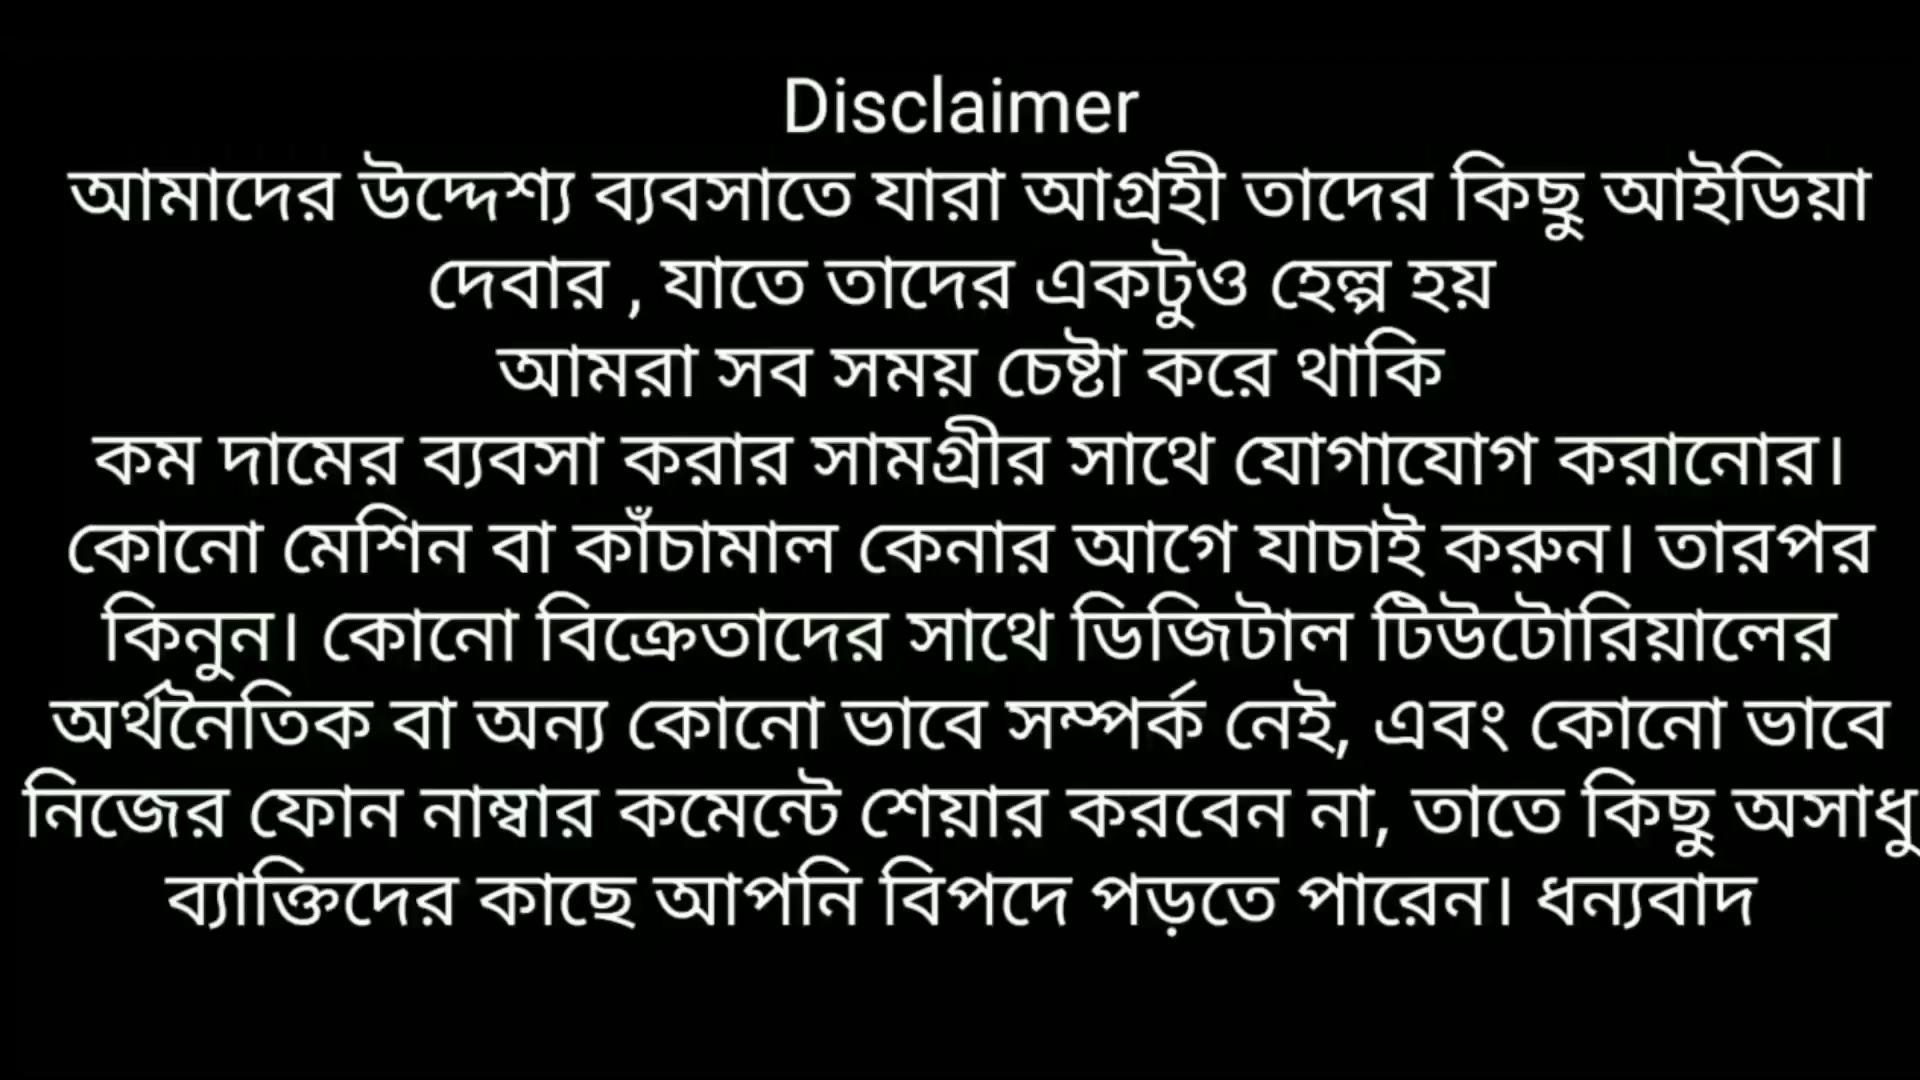 Disclaimer
আমাদের উদ্দেশ্য ব্যবসাতে যারা আগ্রহী তাদের কিছু আইডিয়া
দেবার , যাতে তাদের একটুও হেল্প হয়
আমরা সব সময় চেষ্টা করে থাকি
কম দামের ব্যবসা করার সামগ্রীর সাথে যোগাযোগ করানোর।
কোনো মেশিন বা কাঁচামাল কেনার আগে যাচাই করুন। তারপর
কিনুন। কোনো বিক্রেতাদের সাথে ডিজিটাল টিউটোরিয়ালের
অর্থনৈতিক বা অন্য কোনো ভাবে সম্পর্ক নেই, এবং কোনো ভাবে
নিজের ফোন নাম্বার কমেন্টে শেয়ার করবেন না, তাতে কিছু অসাধু
ব্যাক্তিদের কাছে আপনি বিপদে পড়তে পারেন। ধন্যবাদ